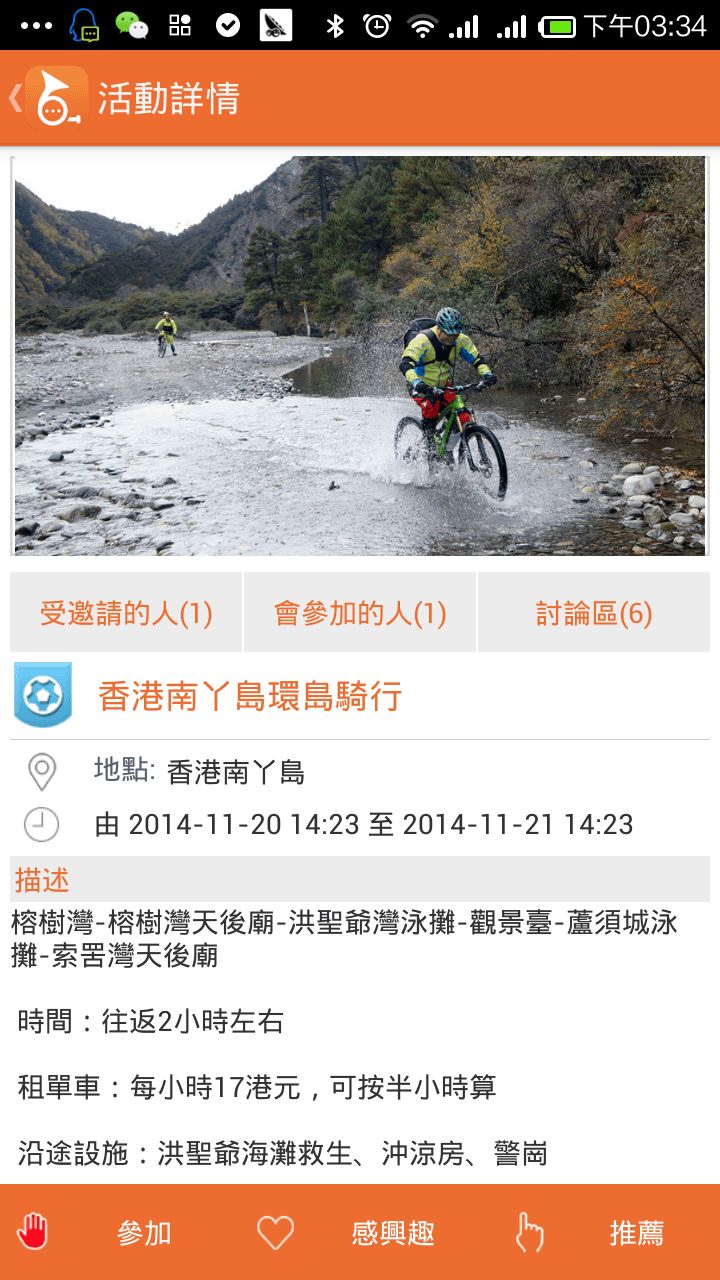 下午03:34
活動詳情
受邀請的人(1)
會參加的人(1)
討論區(6)
香港南丫島環島騎行
地點: 香港南丫島
由 2014-11-20 14:23 至 2014-11-21 14:23
描述
榕樹灣-榕樹灣天後廟-洪聖爺灣泳攤-觀景臺-蘆須城泳
攤-索罟灣天後廟
時間：往返2小時左右
租單車：每小時17港元，可按半小時算
沿途設施：洪聖爺海灘救生、沖涼房、警崗
參加
感興趣
推薦